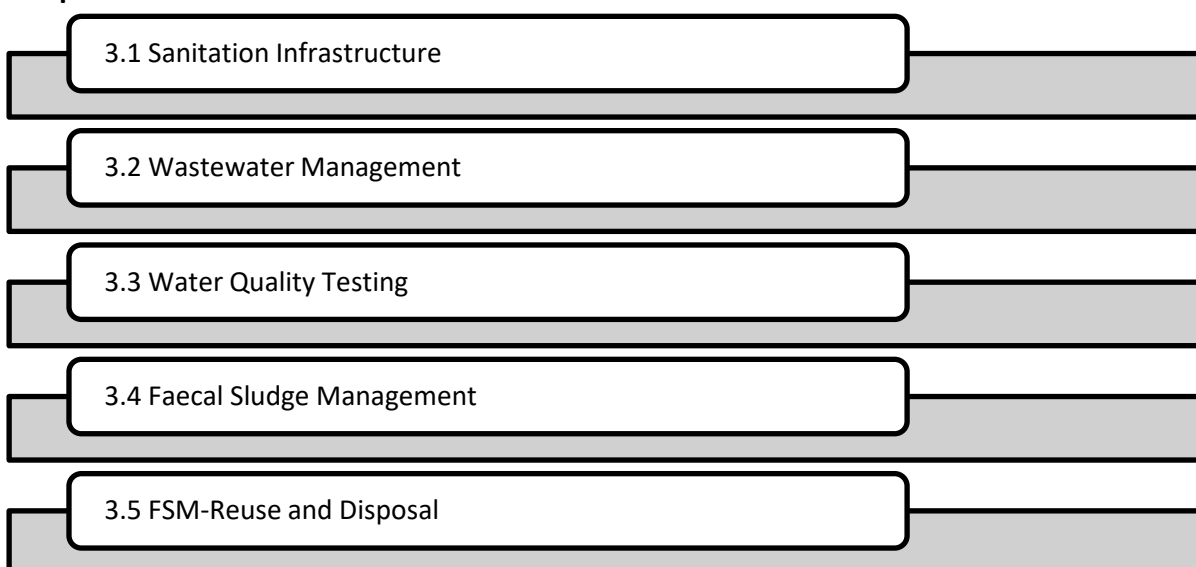 3.1 Sanitation Infrastructure
3.2 Wastewater Management
3.3 Water Quality Testing
3.4 Faecal Sludge Management
3.5 FSM-Reuse and Disposal